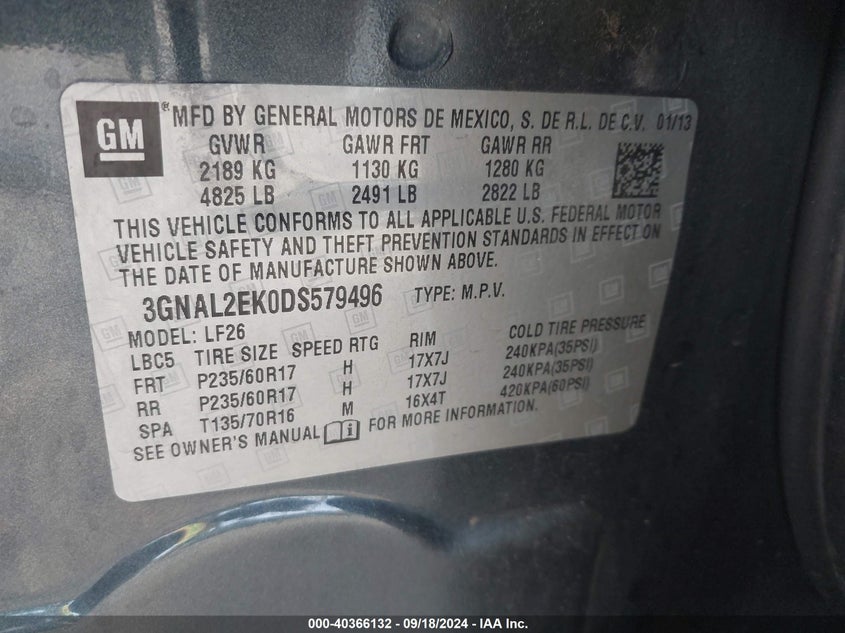 GM
® MFD BY GENERAL MOTORS DE MEXICO, S. DE R.L. DE C.V. 01/13
GVWR GAWR FRT GAWR RR
2189 KG 1130 KG 1280 KG
4825 LB 2491 LB 2822 LB
THIS VEHICLE CONFORMS TO ALL APPLICABLE U.S. FEDERAL MOTOR
VEHICLE SAFETY AND THEFT PREVENTION STANDARDS IN EFFECT ON
THE DATE OF MANUFACTURE SHOWN ABOVE.
3GNAL2EK0DS579496 TYPE: M.P.V.
MODEL: LF26
LBC5 TIRE SIZE SPEED RTG RIM COLD TIRE PRESSURE
FRT P235/60R17 H 17X7J 240KPA(35PSI)
RR P235/60R17 H 17X7J 240KPA(35PSI)
SPA T135/70R16 M 16X4T 420KPA(60PSI)
SEE OWNER'S MANUAL FOR MORE INFORMATION.
000-40366132 - 09/18/2024 - IAA Inc.